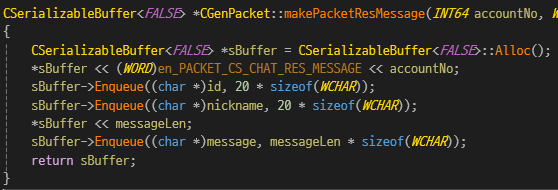 CSerializableBuffer<FALSE> *CGenPacket::makePacketResMessage(INT64 accountNo,
{
CSerializableBuffer<FALSE> *sBuffer = CSerializableBuffer<FALSE>::Alloc();
*sBuffer << (WORD)en_PACKET_CS_CHAT_RES_MESSAGE << accountNo;
sBuffer->Enqueue((char *)id, 20 * sizeof(WCHAR));
sBuffer->Enqueue((char *)nickname, 20 * sizeof(WCHAR));
*sBuffer << messageLen;
sBuffer->Enqueue((char *)message, messageLen * sizeof(WCHAR));
return sBuffer;
}